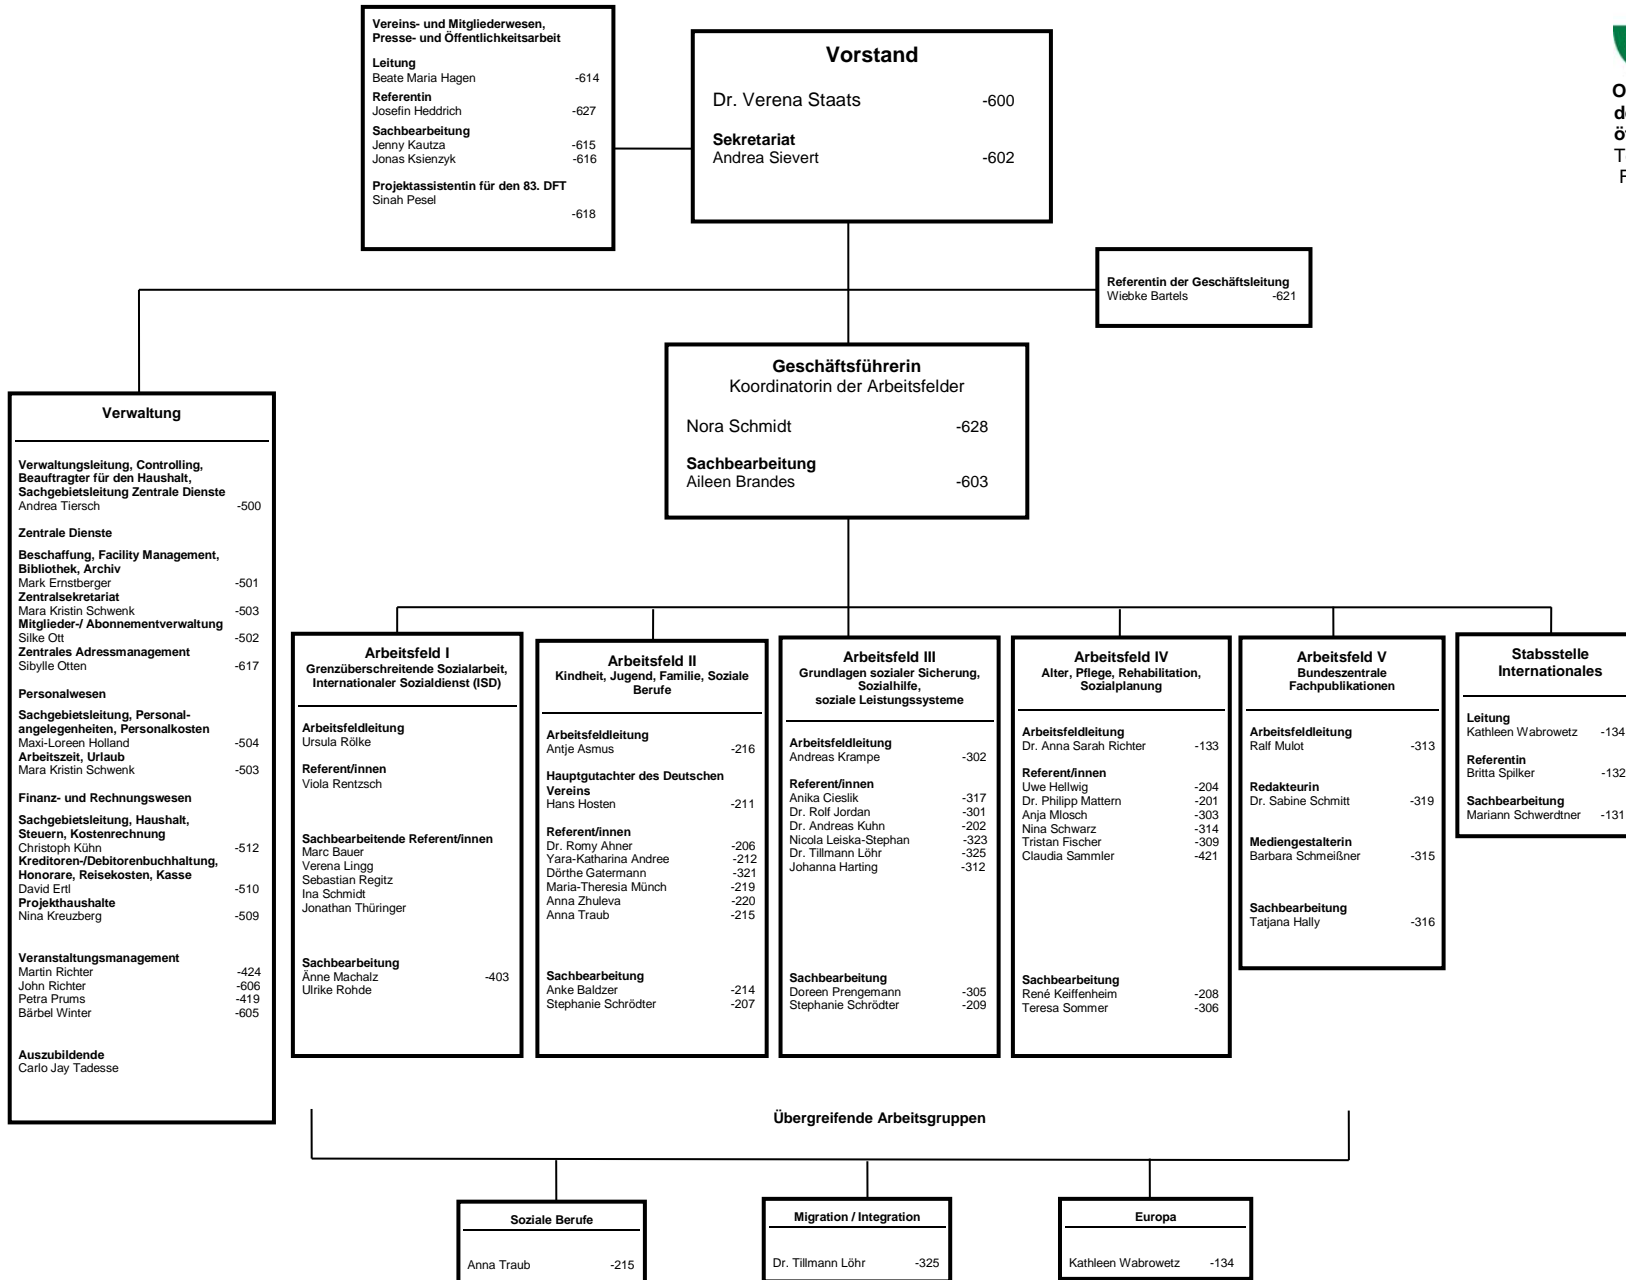 Vereins- und Mitgliederwesen,
Presse- und Öffentlichkeitsarbeit
Leitung
Beate Maria Hagen -614
Referentin
Josefin Heddrich -627
Sachbearbeitung
Jenny Kautza -615
Jonas Ksienzyk -616
Projektassistentin für den 83. DFT
Sinah Pesel
-618
Vorstand
Dr. Verena Staats -600
Sekretariat
Andrea Sievert -602
Referentin der Geschäftsleitung
Wiebke Bartels -621
Geschäftsführerin
Koordinatorin der Arbeitsfelder
Nora Schmidt -628
Sachbearbeitung
Aileen Brandes -603
Verwaltung
Verwaltungsleitung, Controlling,
Beauftragter für den Haushalt,
Sachgebietsleitung Zentrale Dienste
Andrea Tiersch -500
Zentrale Dienste
Beschaffung, Facility Management,
Bibliothek, Archiv
Mark Ernstberger -501
Zentralsekretariat
Mara Kristin Schwenk -503
Mitglieder-/ Abonnementverwaltung
Silke Ott -502
Zentrales Adressmanagement
Sibylle Otten -617
Personalwesen
Sachgebietsleitung, Personal-
angelegenheiten, Personalkosten
Maxi-Loreen Holland -504
Arbeitszeit, Urlaub
Mara Kristin Schwenk -503
Finanz- und Rechnungswesen
Sachgebietsleitung, Haushalt,
Steuern, Kostenrechnung
Christoph Kühn -512
Kreditoren-/Debitorenbuchhaltung,
Honorare, Reisekosten, Kasse
David Ertl -510
Projekthaushalte
Nina Kreuzberg -509
Veranstaltungsmanagement
Martin Richter -424
John Richter -606
Petra Prums -419
Bärbel Winter -605
Auszubildende
Carlo Jay Tadesse
Arbeitsfeld I
Grenzüberschreitende Sozialarbeit,
Internationaler Sozialdienst (ISD)
Arbeitsfeldleitung
Ursula Rölke
Referent/innen
Viola Rentzsch
Sachbearbeitende Referent/innen
Marc Bauer
Verena Lingg
Sebastian Regitz
Ina Schmidt
Jonathan Thüringer
Sachbearbeitung
Änne Machalz -403
Ulrike Rohde
Arbeitsfeld II
Kindheit, Jugend, Familie, Soziale
Berufe
Arbeitsfeldleitung
Antje Asmus -216
Hauptgutachter des Deutschen
Vereins
Hans Hosten -211
Referent/innen
Dr. Romy Ahner -206
Yara-Katharina Andree -212
Dörthe Gatermann -321
Maria-Theresia Münch -219
Anna Zhuleva -220
Anna Traub -215
Sachbearbeitung
Anke Baldzer -214
Stephanie Schrödter -207
Arbeitsfeld III
Grundlagen sozialer Sicherung,
Sozialhilfe,
soziale Leistungssysteme
Arbeitsfeldleitung
Andreas Krampe -302
Referent/innen
Anika Cieslik -317
Dr. Rolf Jordan -301
Dr. Andreas Kuhn -202
Nicola Leiska-Stephan -323
Dr. Tillmann Löhr -325
Johanna Harting -312
Sachbearbeitung
Doreen Prengemann -305
Stephanie Schrödter -209
Arbeitsfeld IV
Alter, Pflege, Rehabilitation,
Sozialplanung
Arbeitsfeldleitung
Dr. Anna Sarah Richter -133
Referent/innen
Uwe Hellwig -204
Dr. Philipp Mattern -201
Anja Mlosch -303
Nina Schwarz -314
Tristan Fischer -309
Claudia Sammler -421
Sachbearbeitung
René Keiffenheim -208
Teresa Sommer -306
Arbeitsfeld V
Bundeszentrale
Fachpublikationen
Arbeitsfeldleitung
Ralf Mulot -313
Redakteurin
Dr. Sabine Schmitt -319
Mediengestalterin
Barbara Schmeißner -315
Sachbearbeitung
Tatjana Hally -316
Stabsstelle
Internationales
Leitung
Kathleen Wabrowetz -134
Referentin
Britta Spilker -132
Sachbearbeitung
Mariann Schwerdtner -131
Übergreifende Arbeitsgruppen
Soziale Berufe
Anna Traub -215
Migration / Integration
Dr. Tillmann Löhr -325
Europa
Kathleen Wabrowetz -134